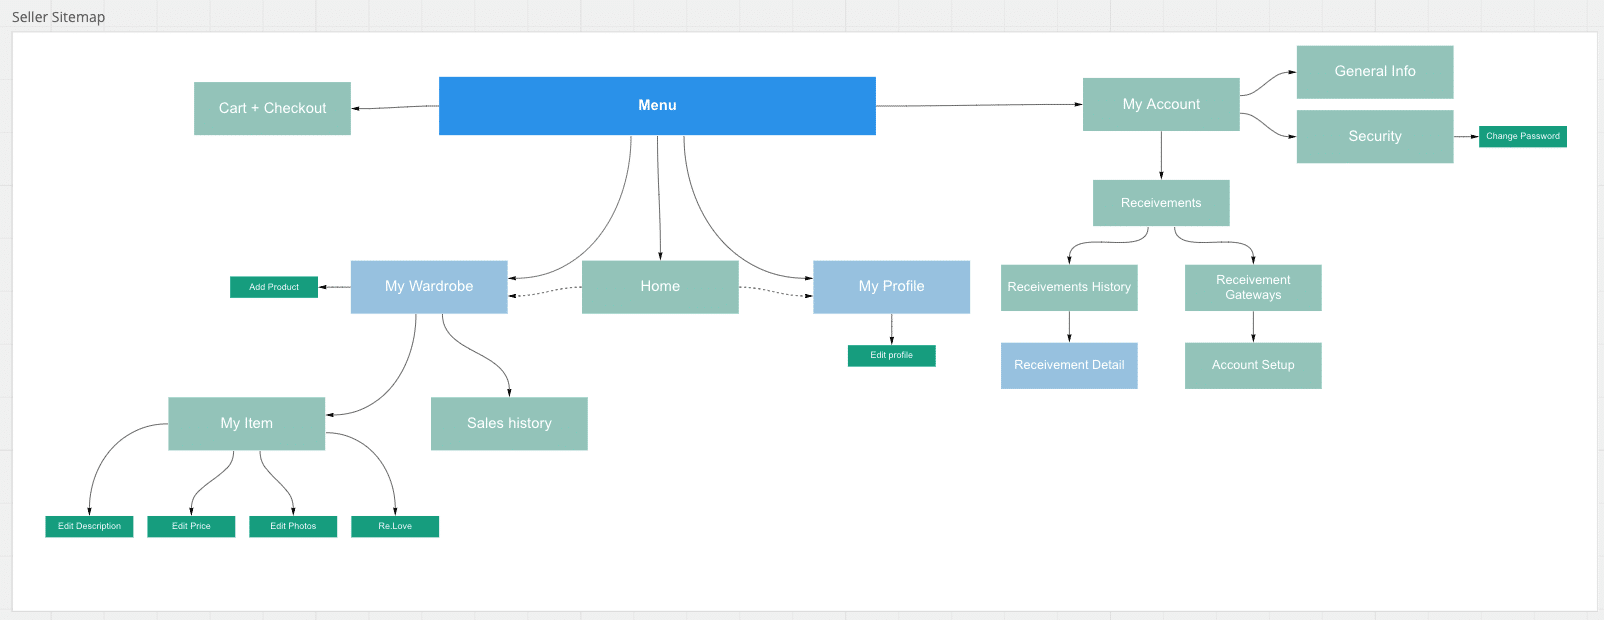 Seller Sitemap
General Info
Cart + Checkout
Menu
My Account
Security
Change Password
Receivements
Add Product
My Wardrobe
Home
My Profile
Receivements History
Receivement
Gateways
Edit profile
Receivement Detail
Account Setup
My Item
Sales history
Edit Description
Edit Price
Edit Photos
Re.Love